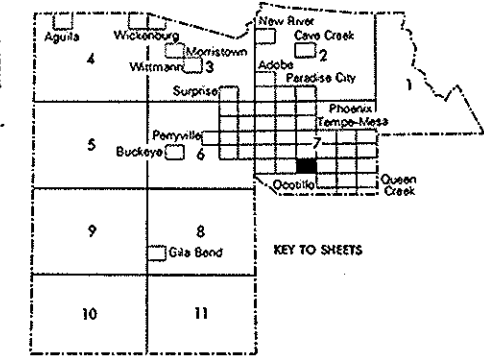 New River
Aguila
Wickenburg
Cave Creek
4
Morristown
2
Wittmann
3
Adobe
1
Surprise
Paradise City
Phoenix
Tempe-Mesa
5
Perryville
7
Buckeye
6
Ocotillo
Queen
Creek
9
8
Gila Bend
KEY TO SHEETS
10
11